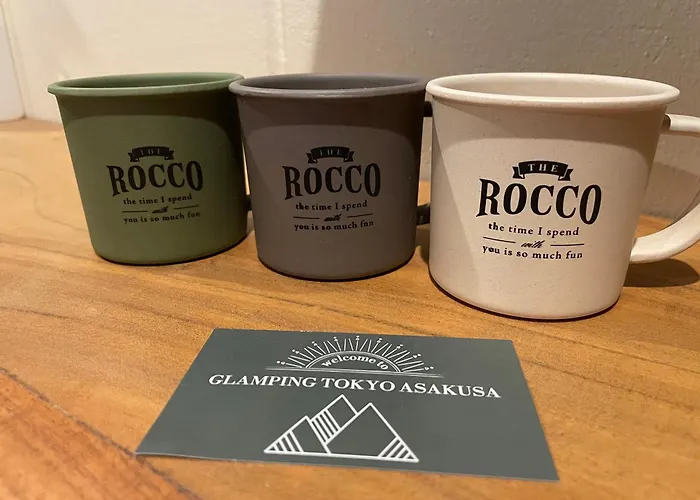 THE
ROCCO
the time I spend
with
you is so much fun
THE
ROCCO
the time I spend
with
you is so much fun
THE
ROCCO
the time I spend
with
you is so much fun
welcome to
GLAMPING TOKYO ASAKUSA